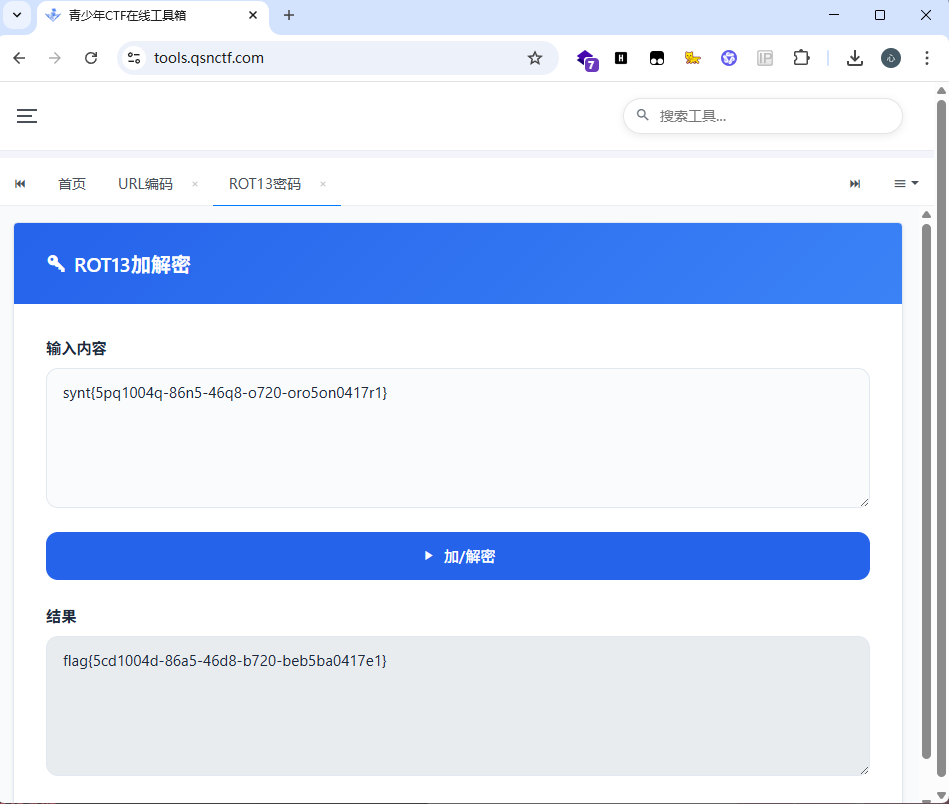 青少年CTF在线工具箱
tools.qsnctf.com
7
H
IP
心
搜索工具...
首页
URL编码
ROT13密码
ROT13加解密
输入内容
synt{5pq1004q-86n5-46q8-o720-oro5on0417r1}
加/解密
结果
flag{5cd1004d-86a5-46d8-b720-beb5ba0417e1}